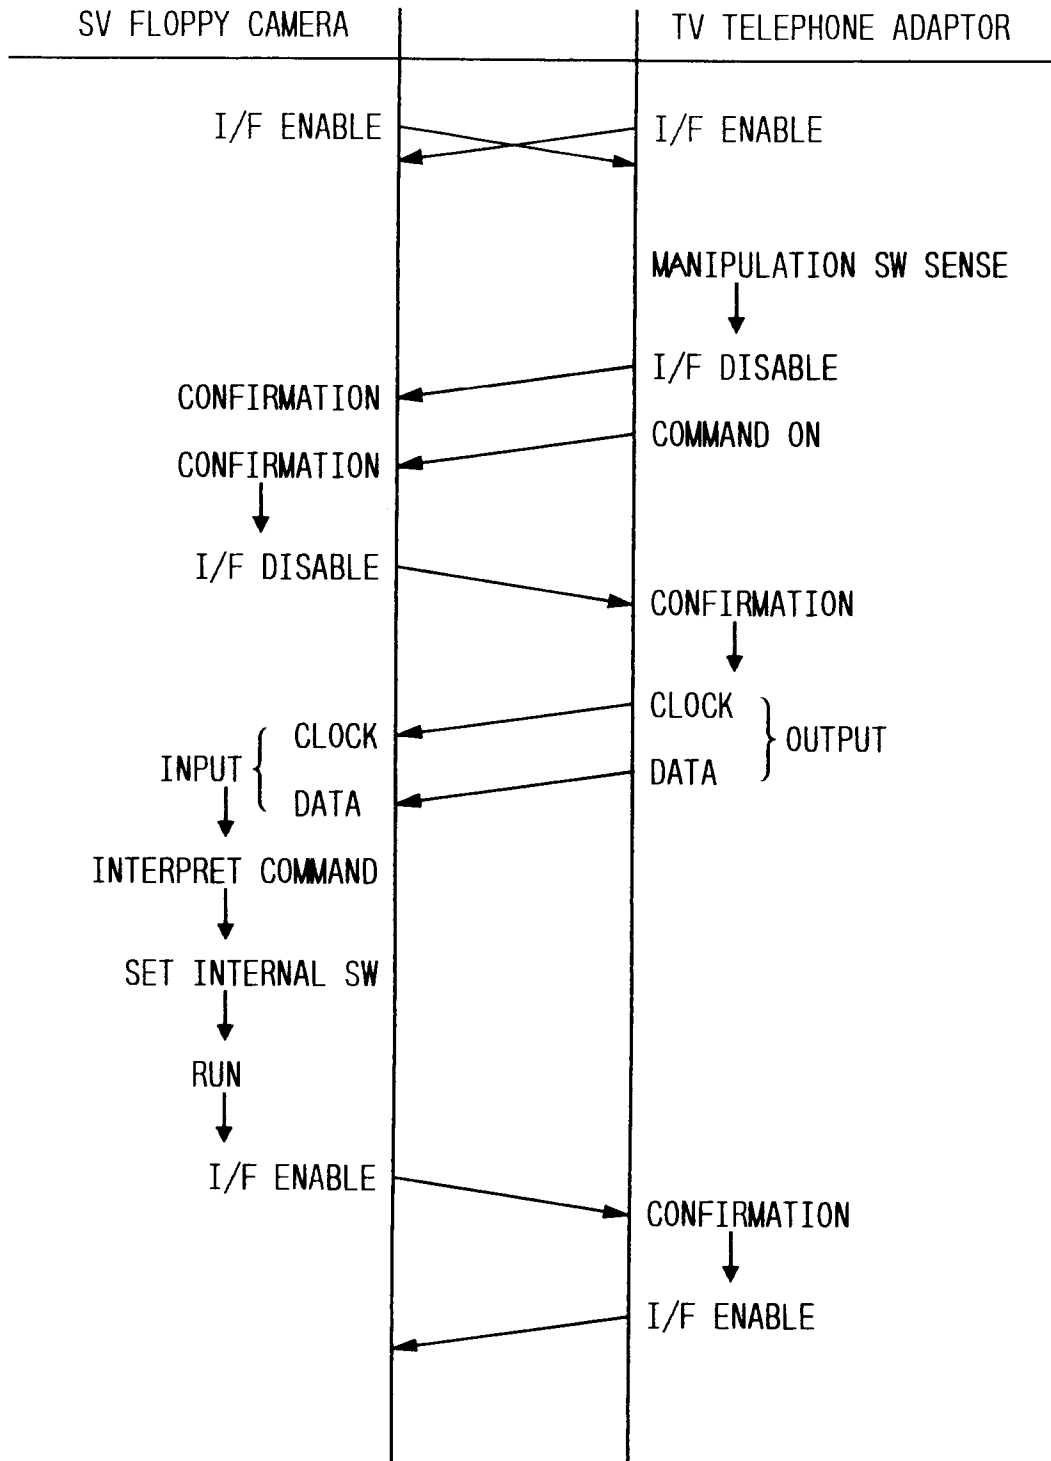 SV FLOPPY CAMERA
TV TELEPHONE ADAPTOR
I/F ENABLE
I/F ENABLE
MANIPULATION SW SENSE
I/F DISABLE
CONFIRMATION
COMMAND ON
CONFIRMATION
I/F DISABLE
CONFIRMATION
CLOCK
OUTPUT
CLOCK
INPUT
DATA
DATA
INTERPRET COMMAND
SET INTERNAL SW
RUN
I/F ENABLE
CONFIRMATION
I/F ENABLE